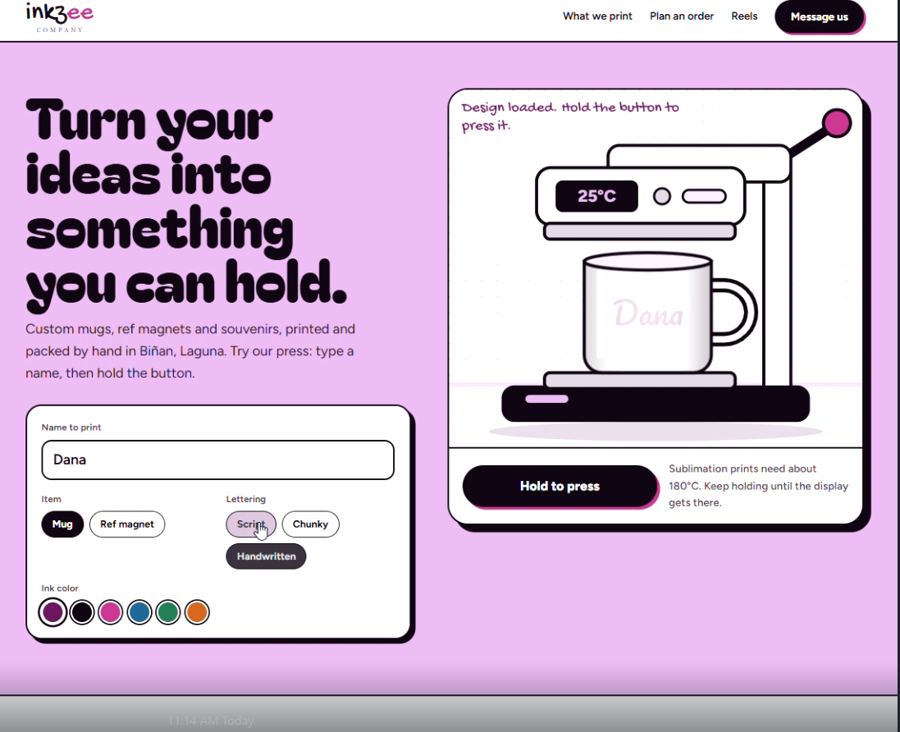 inkzee
COMPANY
What we print
Plan an order
Reels
Message us
Turn your
ideas into
something
you can hold.
Custom mugs, ref magnets and souvenirs, printed and
packed by hand in Biñan, Laguna. Try our press: type a
name, then hold the button.
Name to print
Dana
Item
Mug
Ref magnet
Lettering
Script
Chunky
Handwritten
Ink color
Design loaded. Hold the button to
press it.
25°C
Dana
Hold to press
Sublimation prints need about
180°C. Keep holding until the display
gets there.
11:14 AM Today